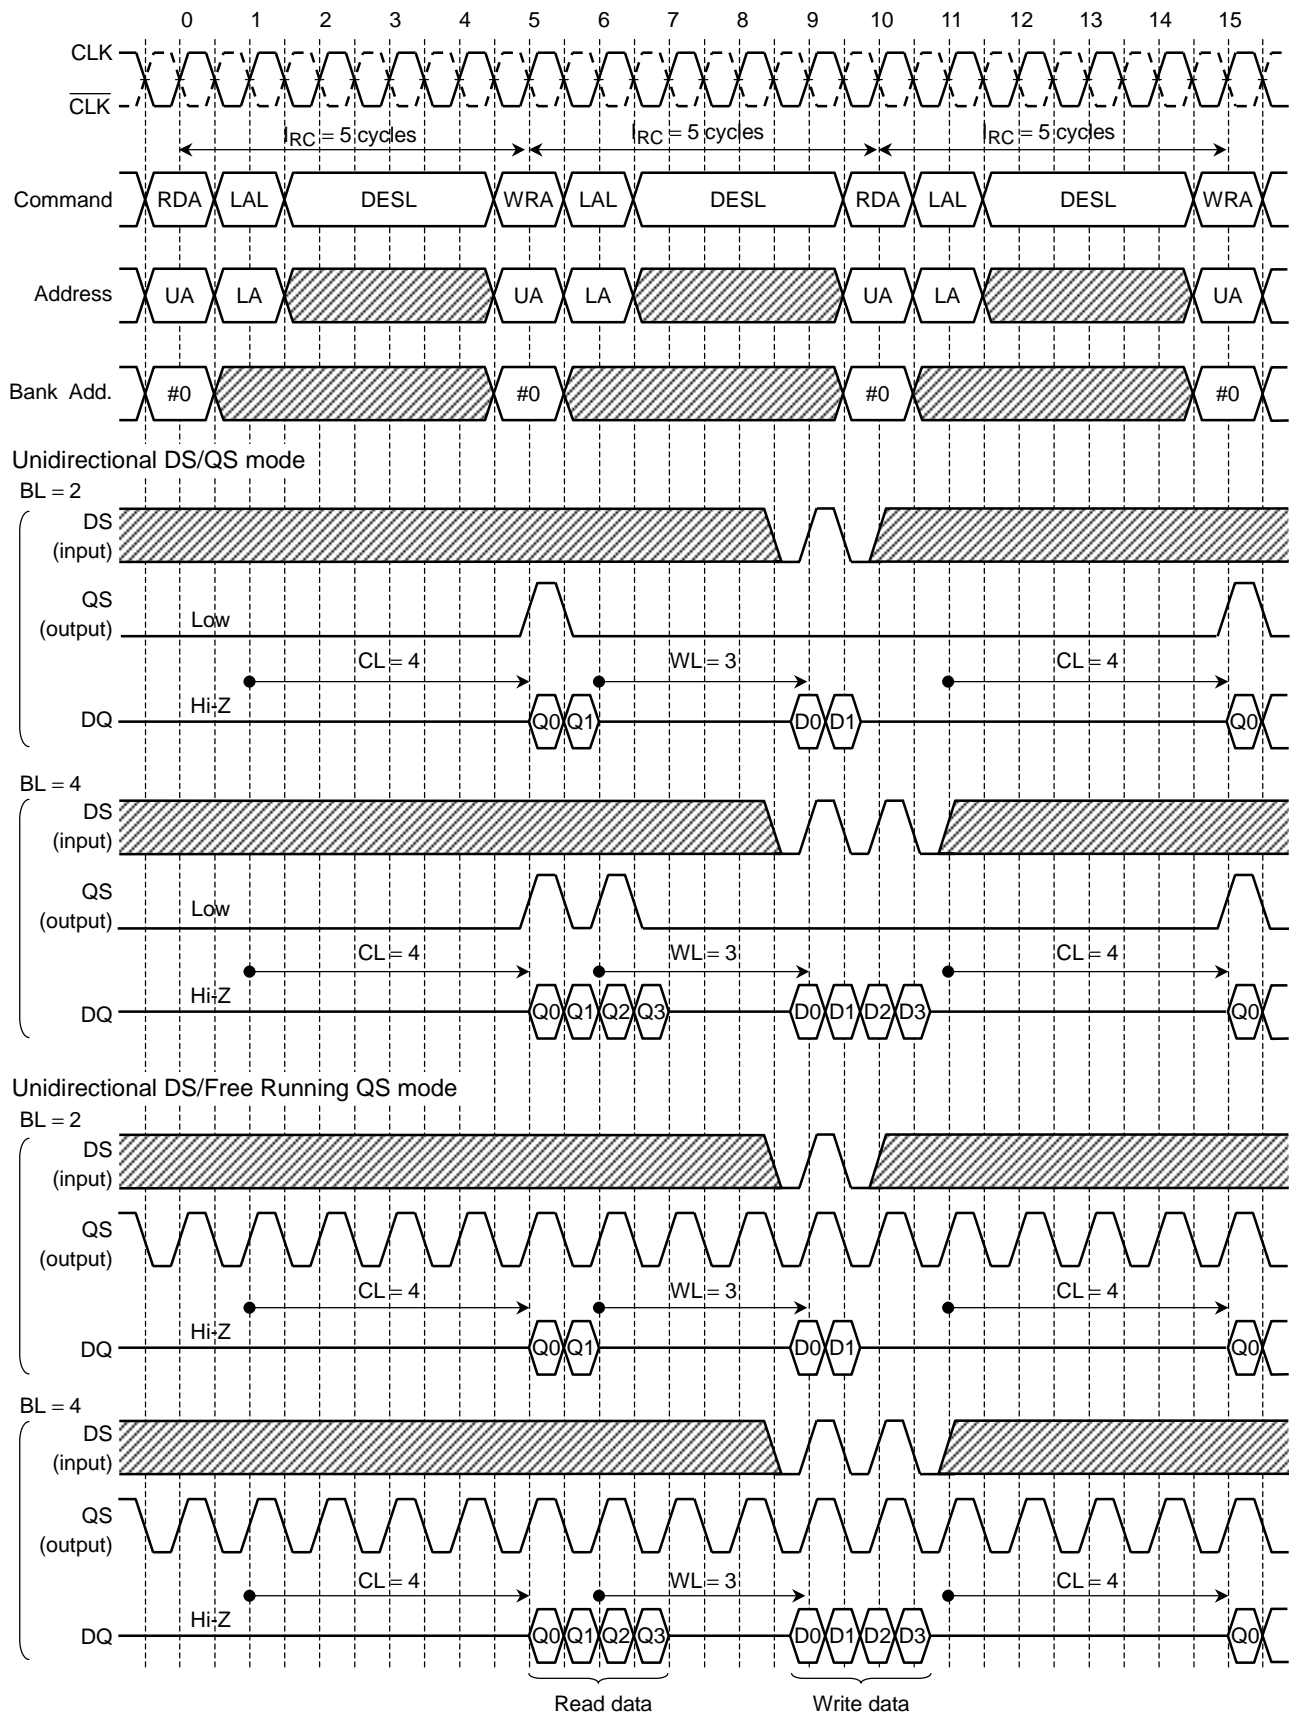 0 1 2 3 4 5 6 7 8 9 10 11 12 13 14 15
CLK
CLK
IRC = 5 cycles IRC = 5 cycles IRC = 5 cycles
Command RDA LAL DESL WRA LAL DESL RDA LAL DESL WRA
Address UA LA UA LA UA LA UA
Bank Add. #0 #0 #0 #0
Unidirectional DS/QS mode
BL = 2
DS
(input)
QS
(output) Low
CL = 4 WL = 3 CL = 4
Hi-Z
DQ Q0 Q1 D0 D1 Q0
BL = 4
DS
(input)
QS
(output) Low
CL = 4 WL = 3 CL = 4
Hi-Z
DQ Q0 Q1 Q2 Q3 D0 D1 D2 D3 Q0
Unidirectional DS/Free Running QS mode
BL = 2
DS
(input)
QS
(output)
CL = 4 WL = 3 CL = 4
Hi-Z
DQ Q0 Q1 D0 D1 Q0
BL = 4
DS
(input)
QS
(output)
CL = 4 WL = 3 CL = 4
Hi-Z
DQ Q0 Q1 Q2 Q3 D0 D1 D2 D3 Q0
Read data Write data